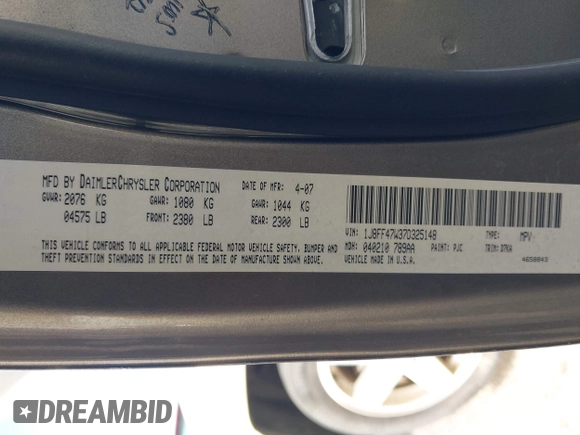 MFD BY DAIMLERCHRYSLER CORPORATION DATE OF MFR: 4-07
GVWR: 2076 KG GAWR: 1080 KG GAWR: 1044 KG
04575 LB FRONT: 2380 LB REAR: 2300 LB
THIS VEHICLE CONFORMS TO ALL APPLICABLE FEDERAL MOTOR VEHICLE SAFETY, BUMPER AND
THEFT PREVENTION STANDARDS IN EFFECT ON THE DATE OF MANUFACTURE SHOWN ABOVE.
VIN: 1J8FF47W37D325148 TYPE: MPV
MDH: 040210 789AA PAINT: PJC TRIM: D7KA
VEHICLE MADE IN U.S.A.
DREAMBID